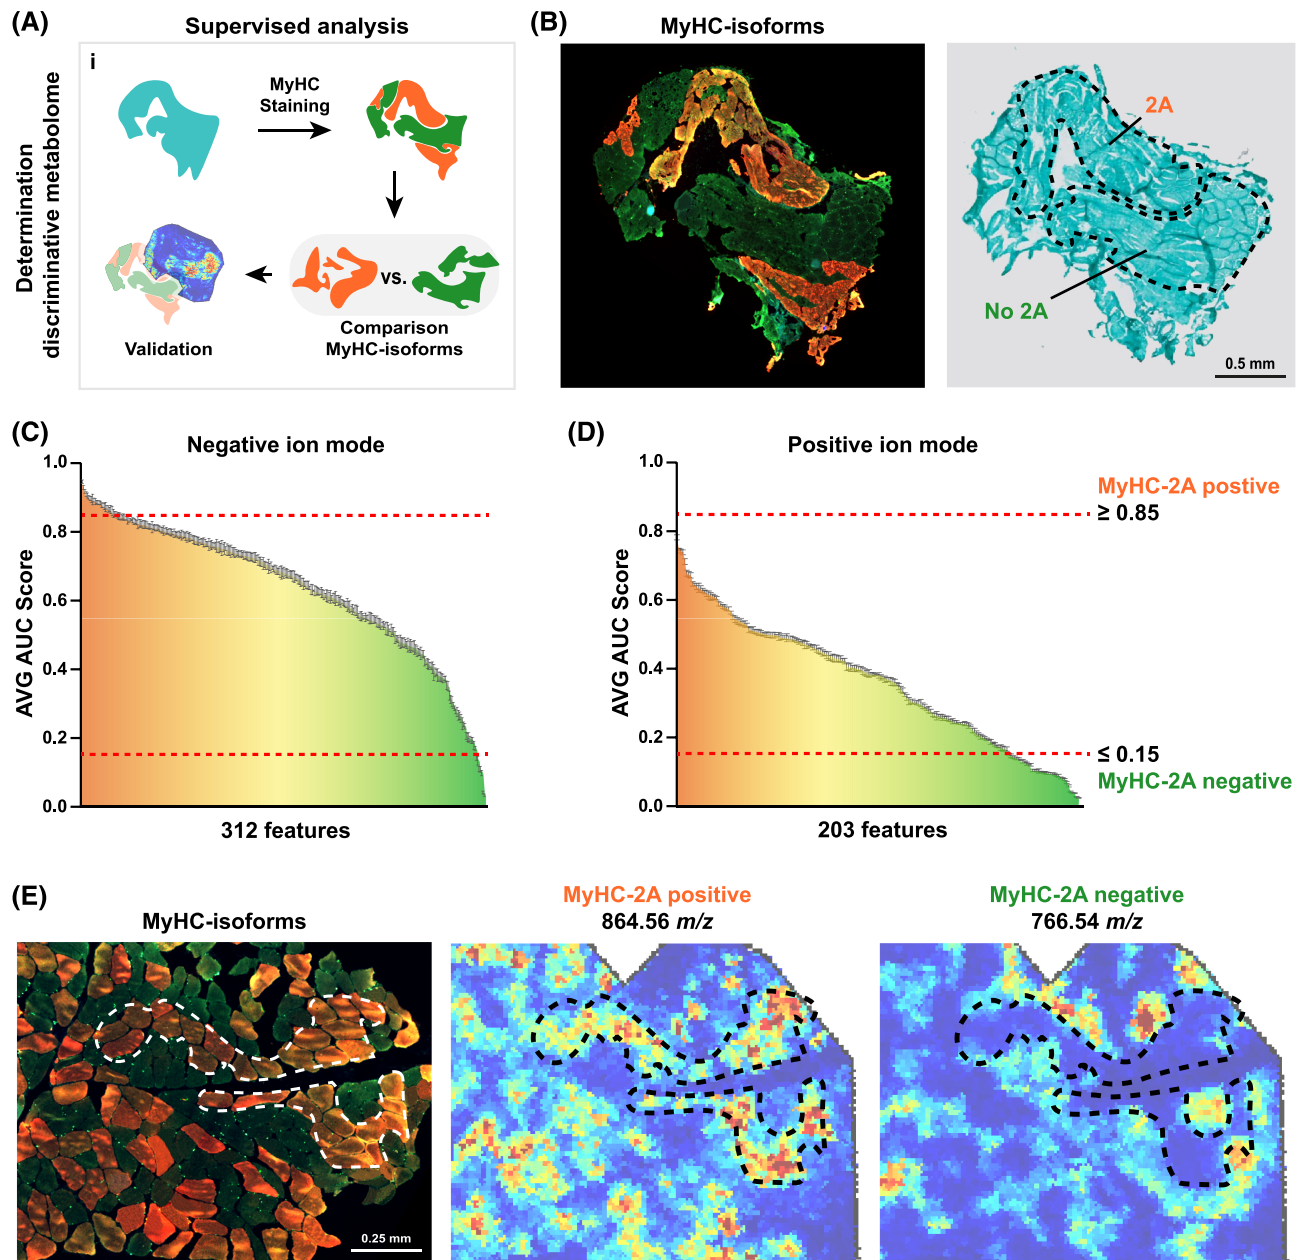 (A)
Supervised analysis
Determination
discriminative metabolome
i
MyHC
Staining
vs.
Comparison
MyHC-isoforms
Validation
(B)
MyHC-isoforms
2A
No 2A
0.5 mm
(C)
Negative ion mode
AVG AUC Score
1.0
0.8
0.6
0.4
0.2
0.0
312 features
(D)
Positive ion mode
AVG AUC Score
1.0
0.8
0.6
0.4
0.2
0.0
203 features
MyHC-2A postive
≥ 0.85
≤ 0.15
MyHC-2A negative
(E)
MyHC-isoforms
0.25 mm
MyHC-2A positive
864.56 m/z
MyHC-2A negative
766.54 m/z